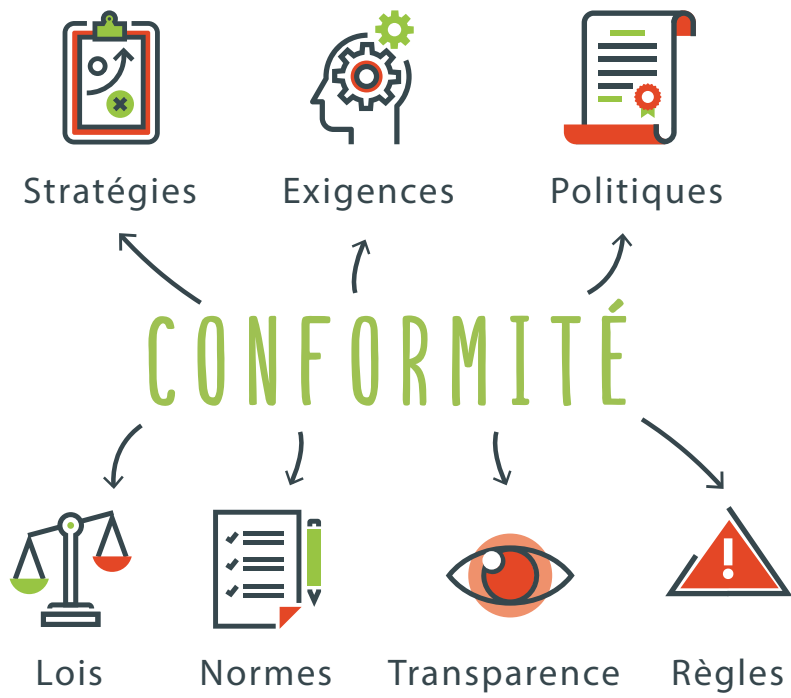 Stratégies
Exigences
Politiques
CONFORMITÉ
Lois
Normes
Transparence
Règles